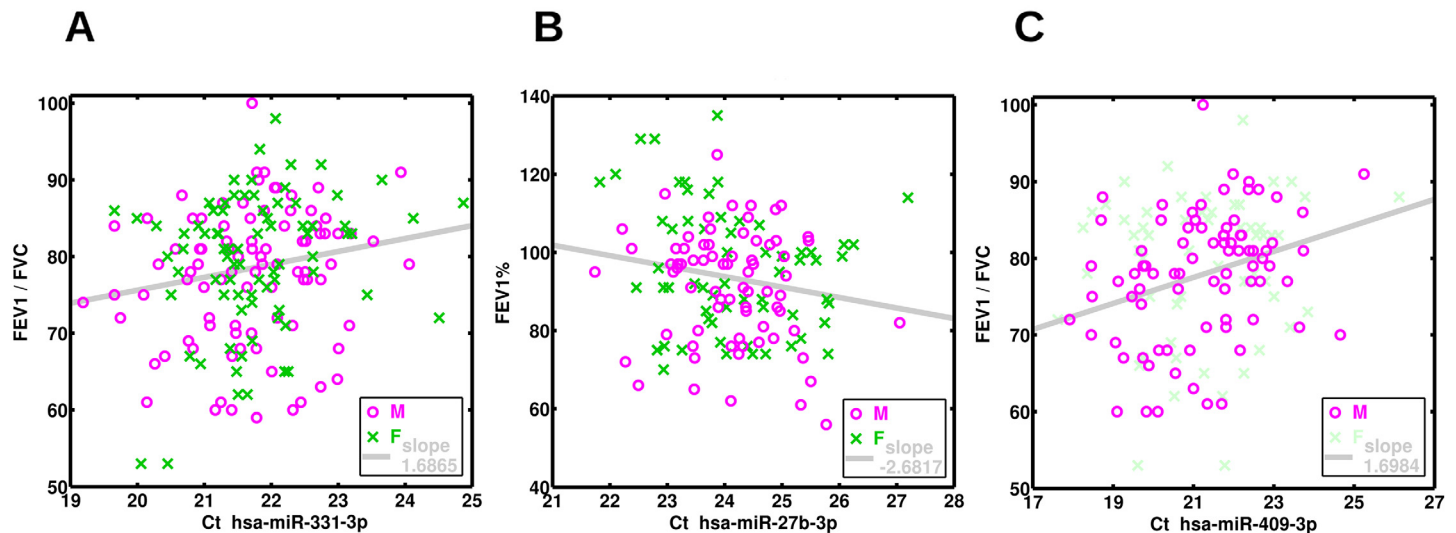 A
B
C
FEV1 / FVC
100
90
80
70
60
50
19 20 21 22 23 24 25
Ct hsa-miR-331-3p
M
F
slope
1.6865
FEV1%
140
120
100
80
60
40
21 22 23 24 25 26 27 28
Ct hsa-miR-27b-3p
M
F
slope
-2.6817
FEV1 / FVC
100
90
80
70
60
50
17 19 21 23 25 27
Ct hsa-miR-409-3p
M
F
slope
1.6984